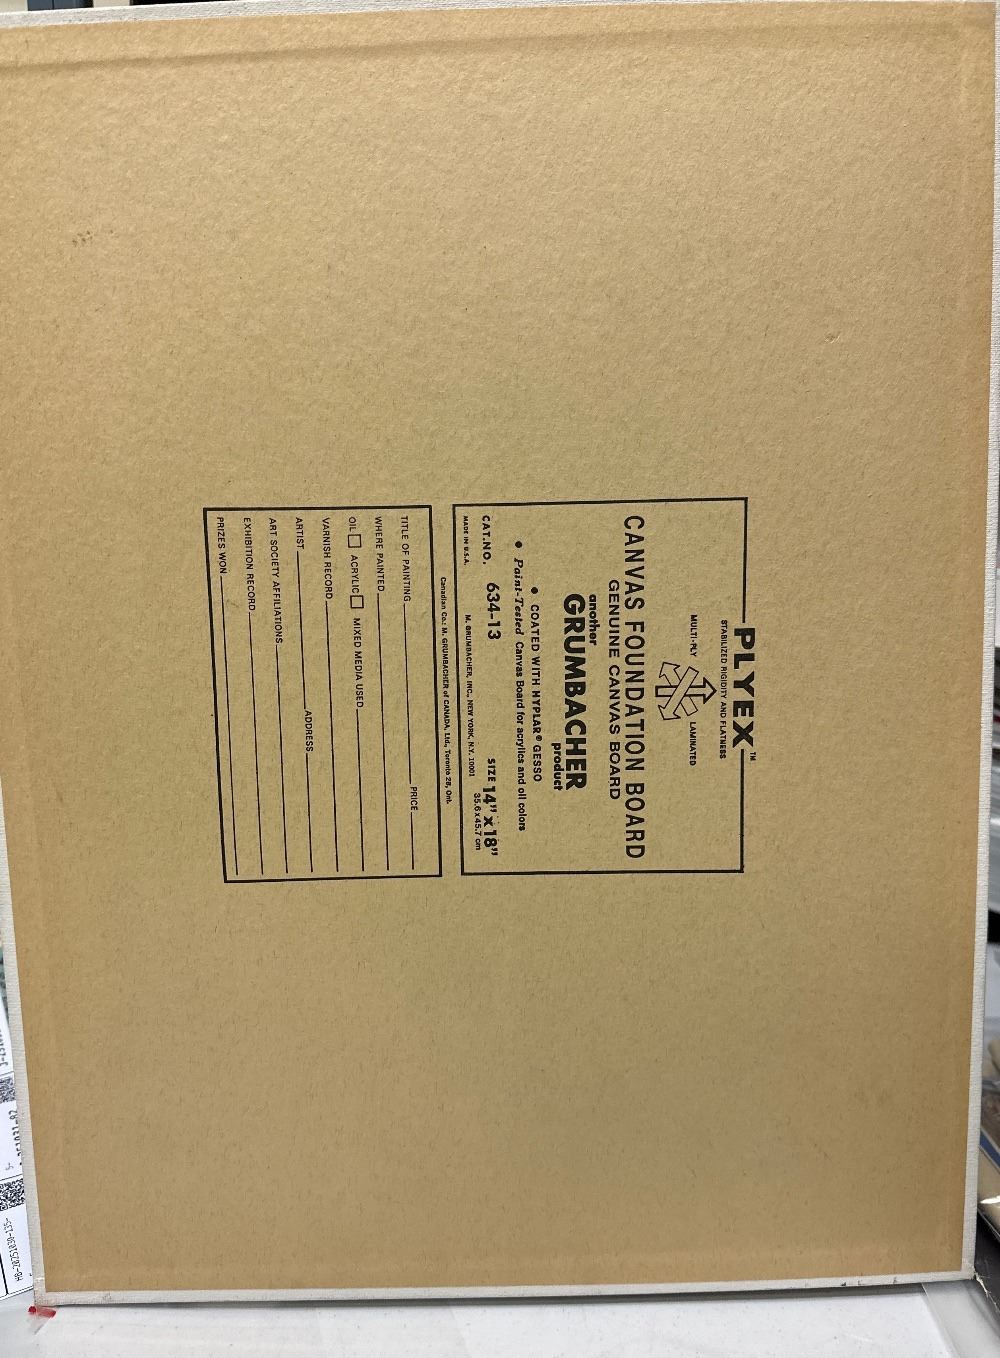 PLYEX™
STABILIZED RIGIDITY AND FLATNESS
MULTI-PLY LAMINATED
CANVAS FOUNDATION BOARD
GENUINE CANVAS BOARD
another
GRUMBACHER
product
• COATED WITH HYPLAR® GESSO
• Paint-Tested Canvas Board for acrylics and oil colors
CAT.NO. 634-13 SIZE 14" x 18"
35.6 x 45.7 cm
MADE IN U.S.A. M. GRUMBACHER, INC., NEW YORK, N.Y. 10001
Canadian Co.: M. GRUMBACHER of CANADA, Ltd., Toronto 28, Ont.
TITLE OF PAINTING PRICE
WHERE PAINTED
OIL ACRYLIC MIXED MEDIA USED
VARNISH RECORD
ARTIST ADDRESS
ART SOCIETY AFFILIATIONS
EXHIBITION RECORD
PRIZES WON